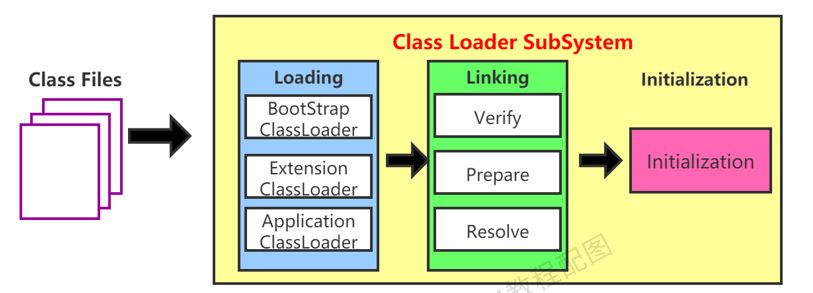 Class Loader SubSystem
Class Files
Loading
BootStrap
ClassLoader
Extension
ClassLoader
Application
ClassLoader
Linking
Verify
Prepare
Resolve
Initialization
Initialization
教程配图